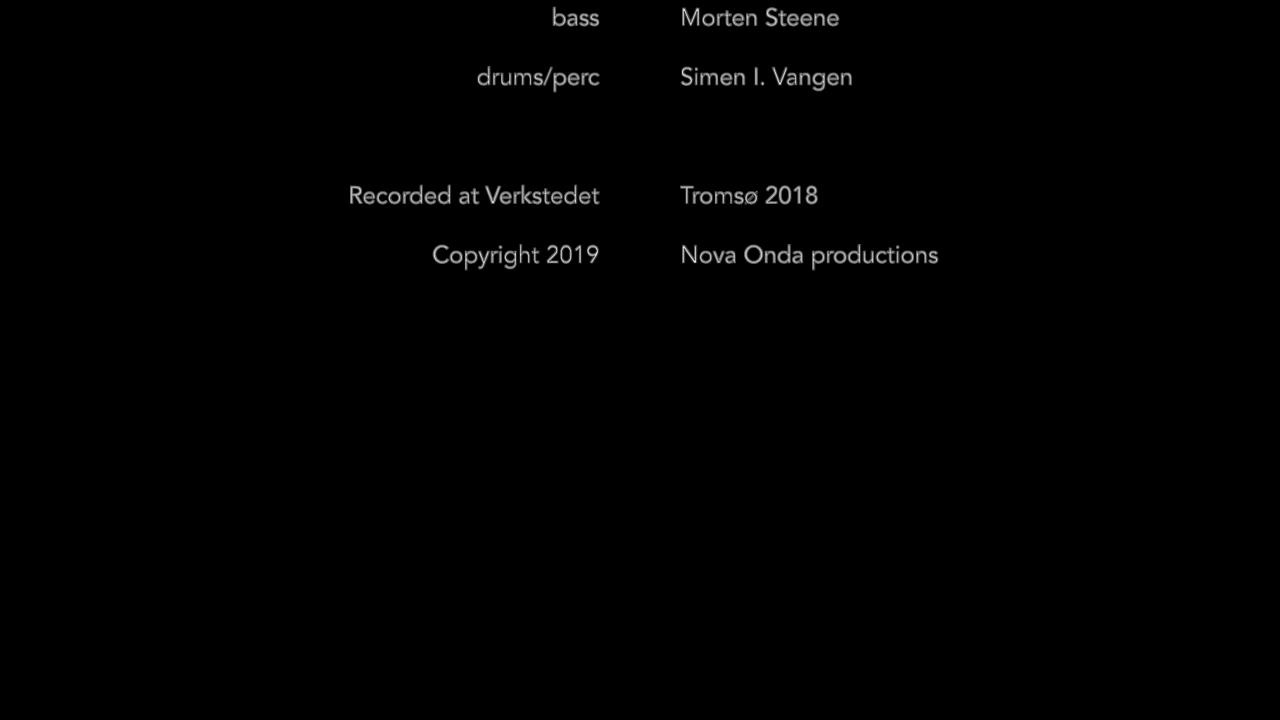 bass Morten Steene
drums/perc Simen I. Vangen
Recorded at Verkstedet Tromsø 2018
Copyright 2019 Nova Onda productions